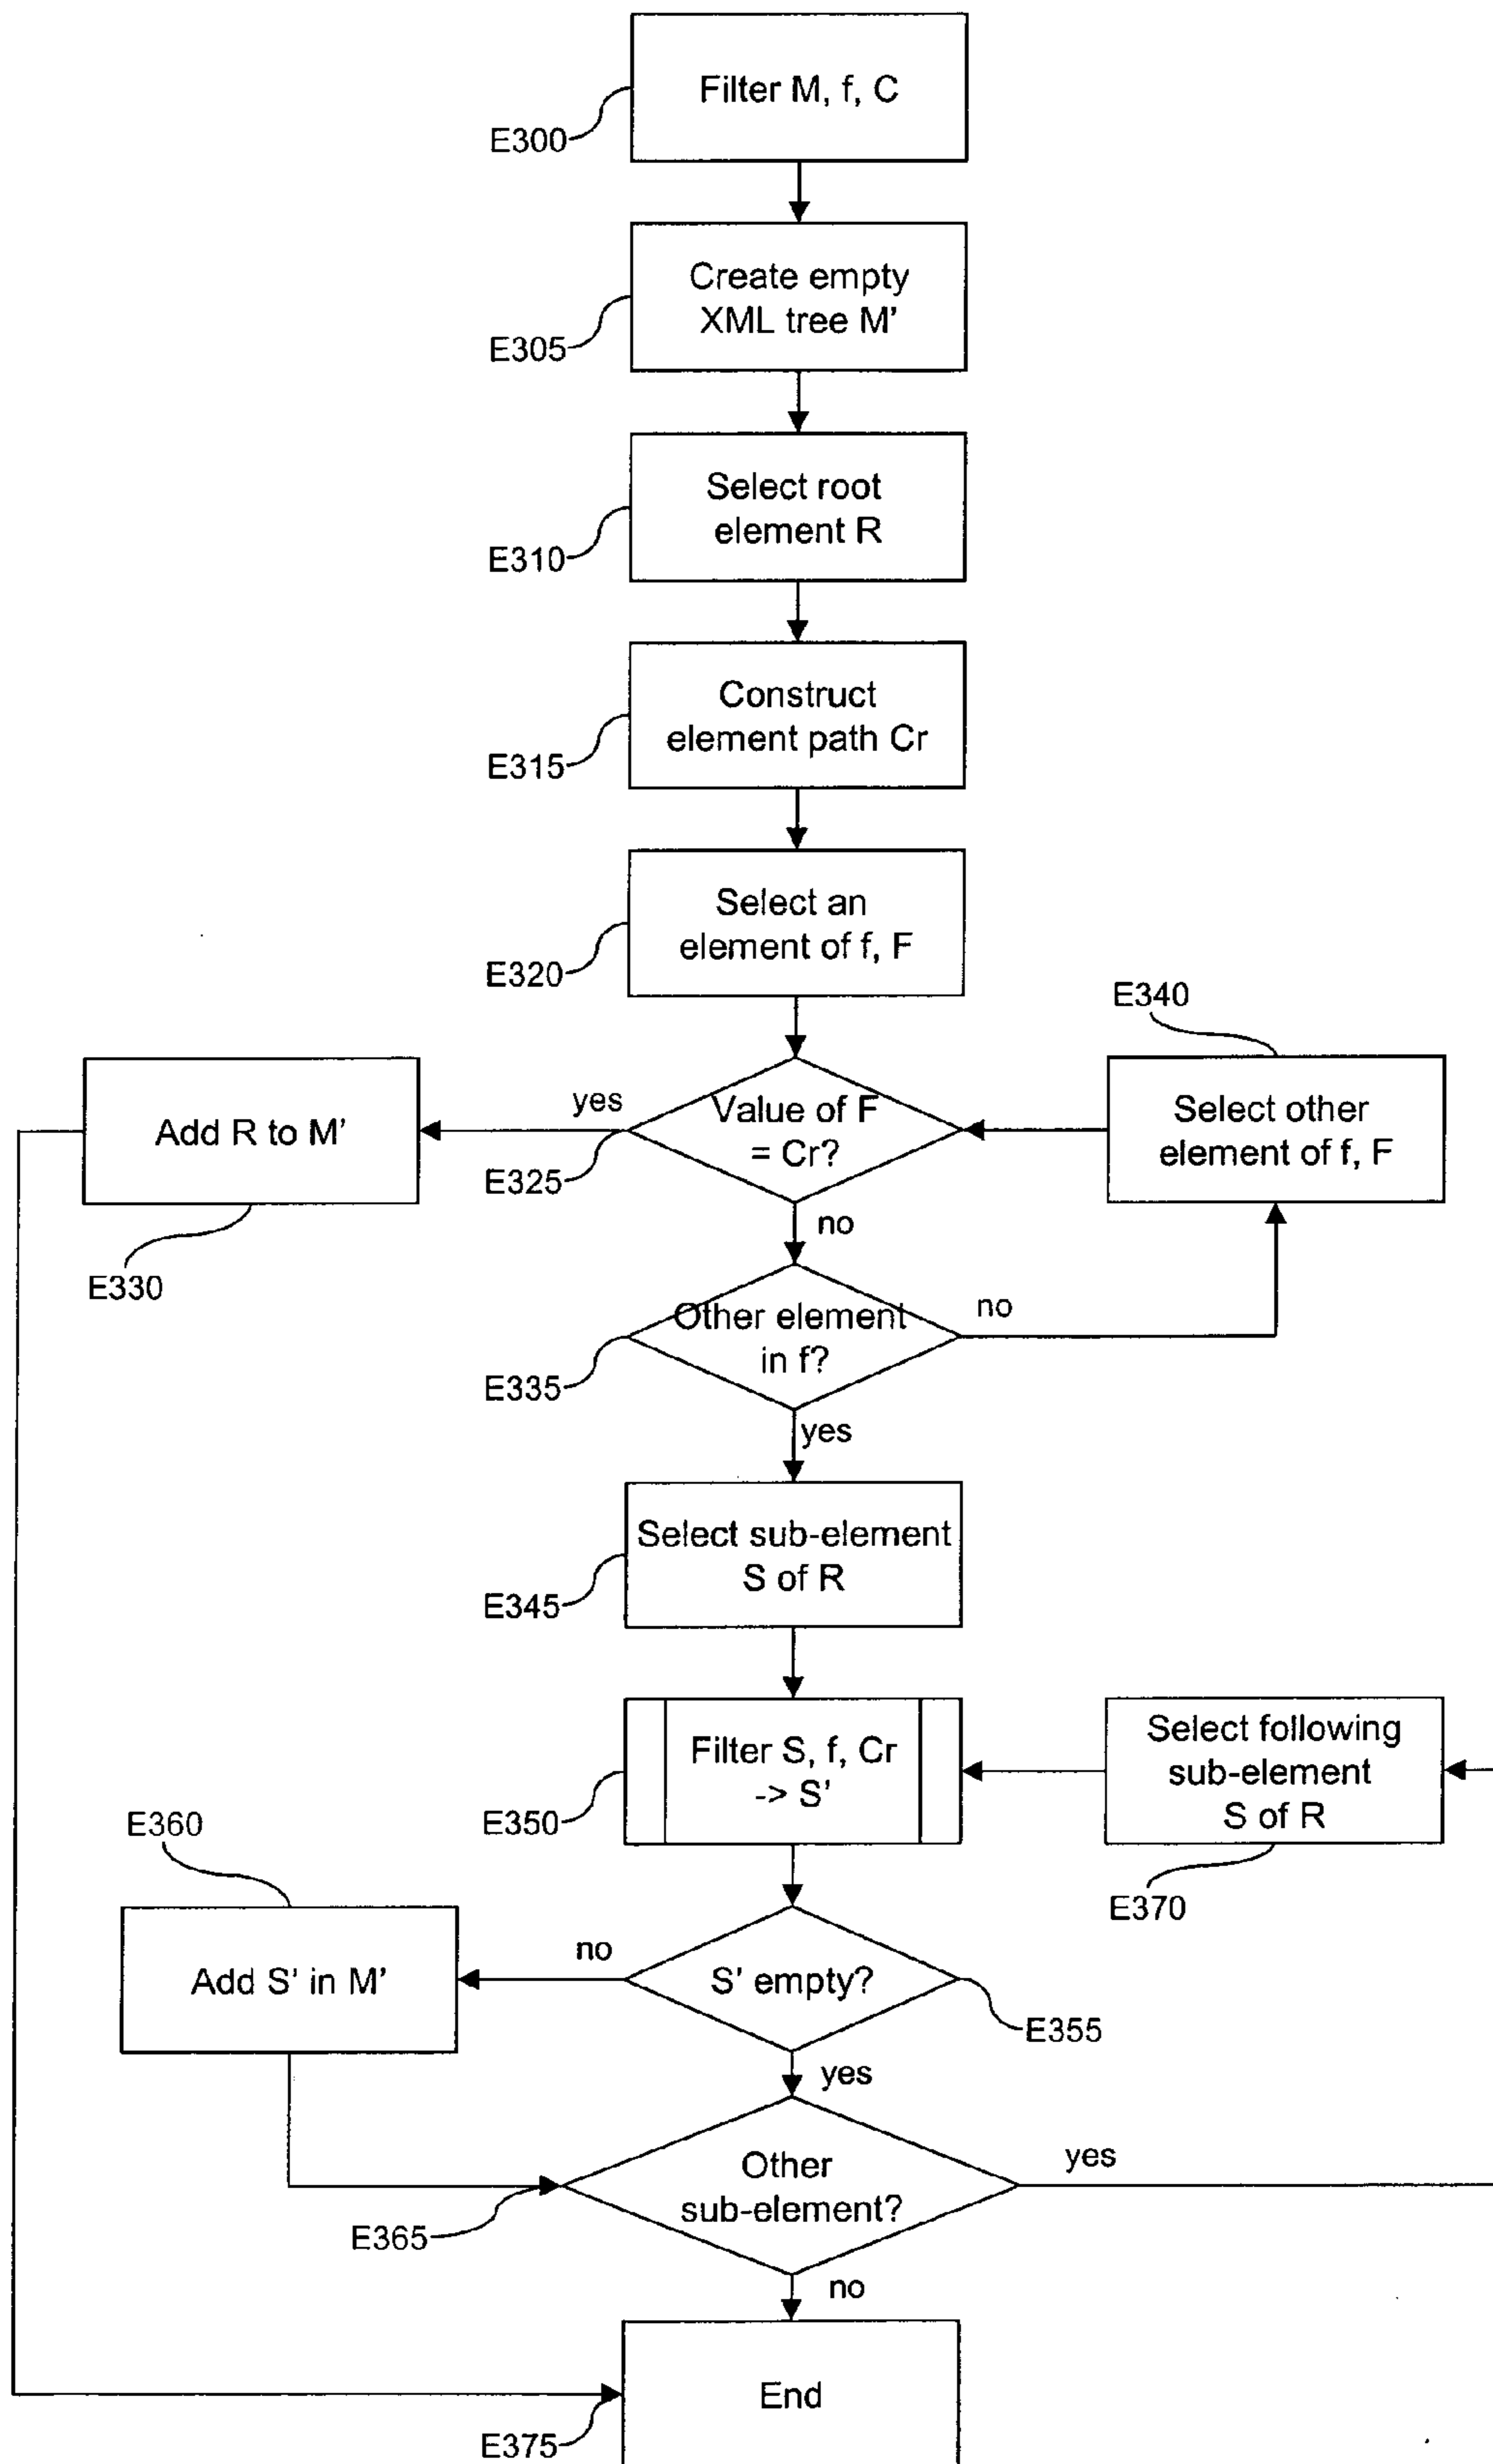 Filter M, f, C
E300
Create empty
XML tree M’
E305
Select root
element R
E310
Construct
element path Cr
E315
Select an
element of f, F
E320
E340
Add R to M’
yes
Value of F
= Cr?
Select other
element of f, F
E325
no
E330
Other element
in f?
no
E335
yes
Select sub-element
S of R
E345
Filter S, f, Cr
-> S’
Select following
sub-element
S of R
E350
E360
E370
Add S’ in M’
no
S’ empty?
E355
yes
Other
sub-element?
yes
E365
no
End
E375